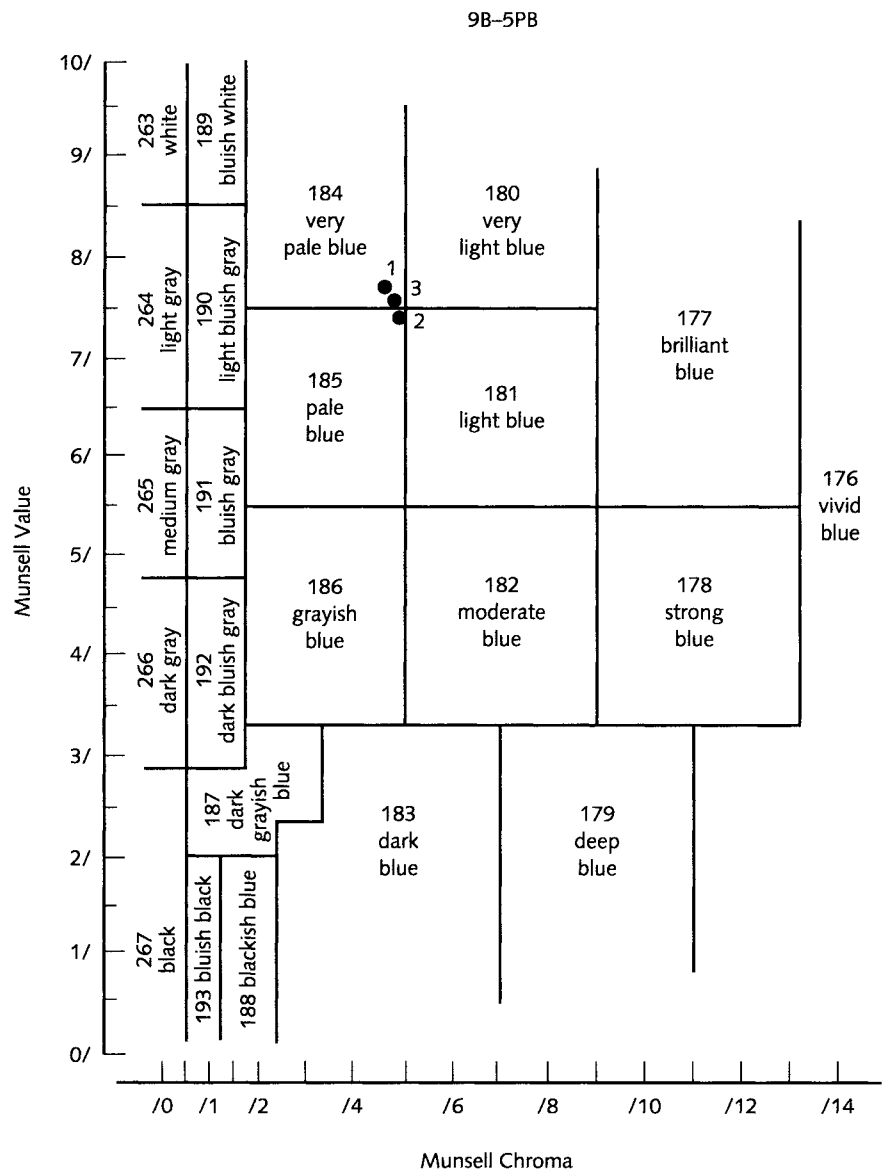 9B–5PB
10/
9/
8/
7/
6/
5/
4/
3/
2/
1/
0/
Munsell Value
263
white
189
bluish white
264
light gray
190
light bluish gray
265
medium gray
191
bluish gray
266
dark gray
192
dark bluish gray
267
black
193 bluish black
188 blackish blue
187
dark
grayish
blue
184
very
pale blue
180
very
light blue
1
3
2
177
brilliant
blue
185
pale
blue
181
light blue
176
vivid
blue
186
grayish
blue
182
moderate
blue
178
strong
blue
183
dark
blue
179
deep
blue
/0 /1 /2 /4 /6 /8 /10 /12 /14
Munsell Chroma